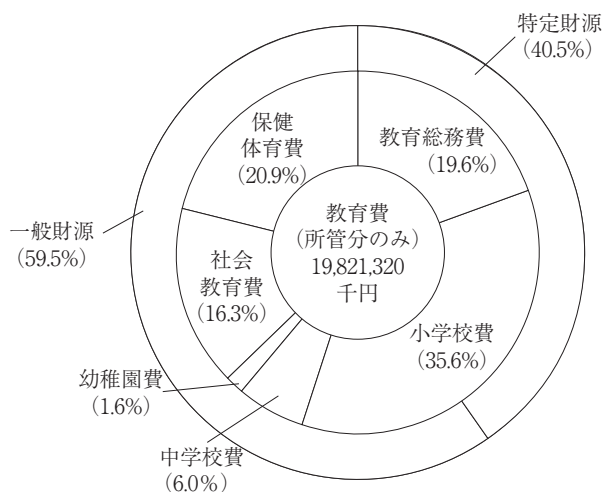 特定財源
(40.5%)
保健
体育費
(20.9%)
教育総務費
(19.6%)
教育費
(所管分のみ)
19,821,320
千円
一般財源
(59.5%)
社会
教育費
(16.3%)
小学校費
(35.6%)
幼稚園費
(1.6%)
中学校費
(6.0%)